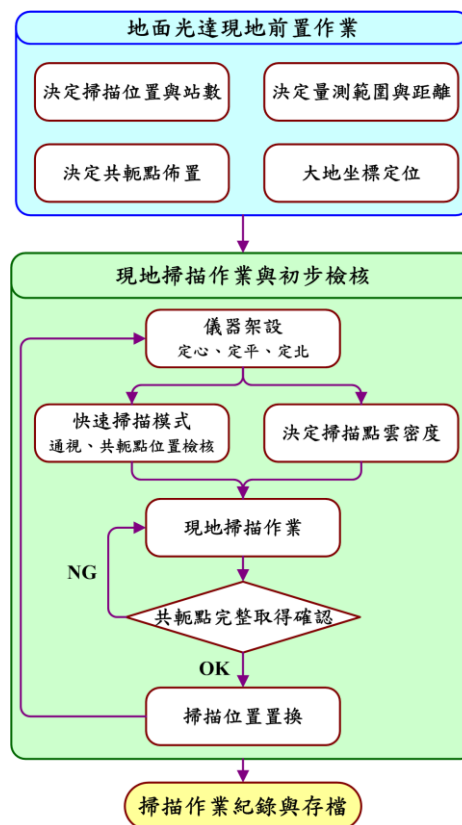 地面光達現地前置作業
決定掃描位置與站數
決定量測範圍與距離
決定共軛點佈置
大地坐標定位
現地掃描作業與初步檢核
儀器架設
定心、定平、定北
快速掃描模式
通視、共軛點位置檢核
決定掃描點雲密度
現地掃描作業
NG
共軛點完整取得確認
OK
掃描位置置換
掃描作業紀錄與存檔